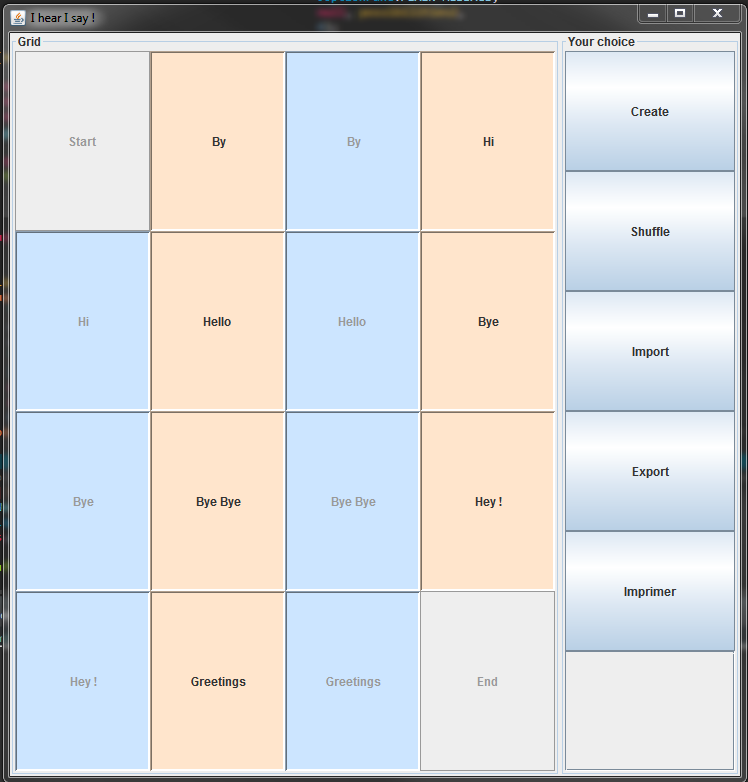 I hear I say !
Grid
Your choice
Start
By
By
Hi
Create
Hi
Hello
Hello
Bye
Shuffle
Import
Bye
Bye Bye
Bye Bye
Hey !
Export
Imprimer
Hey !
Greetings
Greetings
End